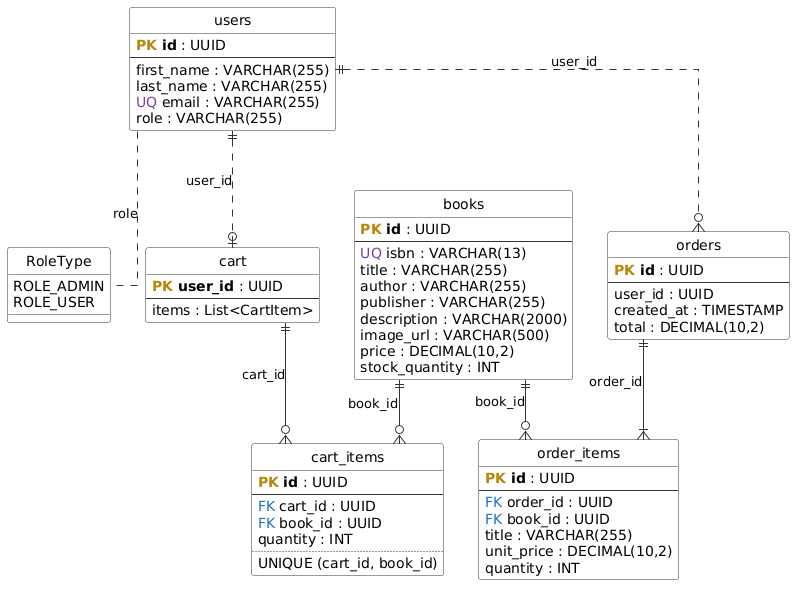 users
PK id : UUID
first_name : VARCHAR(255)
last_name : VARCHAR(255)
UQ email : VARCHAR(255)
role : VARCHAR(255)
user_id
user_id
role
RoleType
ROLE_ADMIN
ROLE_USER
cart
PK user_id : UUID
items : List<CartItem>
books
PK id : UUID
UQ isbn : VARCHAR(13)
title : VARCHAR(255)
author : VARCHAR(255)
publisher : VARCHAR(255)
description : VARCHAR(2000)
image_url : VARCHAR(500)
price : DECIMAL(10,2)
stock_quantity : INT
orders
PK id : UUID
user_id : UUID
created_at : TIMESTAMP
total : DECIMAL(10,2)
cart_id
book_id
book_id
order_id
cart_items
PK id : UUID
FK cart_id : UUID
FK book_id : UUID
quantity : INT
UNIQUE (cart_id, book_id)
order_items
PK id : UUID
FK order_id : UUID
FK book_id : UUID
title : VARCHAR(255)
unit_price : DECIMAL(10,2)
quantity : INT